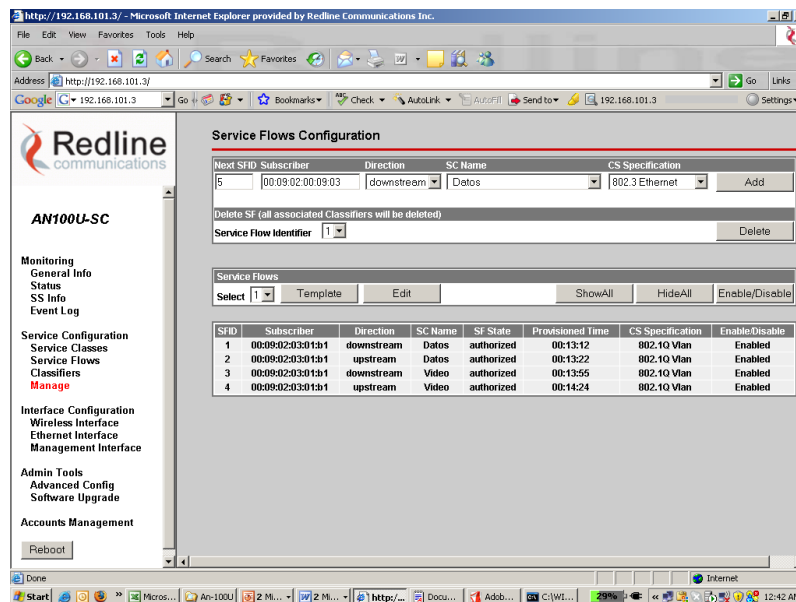 http://192.168.101.3/ - Microsoft Internet Explorer provided by Redline Communications Inc.
File Edit View Favorites Tools Help
Back Search Favorites
Address http://192.168.101.3/ Go Links
Google 192.168.101.3 Go Bookmarks Check AutoLink AutoFill Send to 192.168.101.3 Settings
Redline
communications
AN100U-SC
Monitoring
General Info
Status
SS Info
Event Log
Service Configuration
Service Classes
Service Flows
Classifiers
Manage
Interface Configuration
Wireless Interface
Ethernet Interface
Management Interface
Admin Tools
Advanced Config
Software Upgrade
Accounts Management
Reboot
Service Flows Configuration
Next SFID Subscriber Direction SC Name CS Specification
5 00:09:02:00:09:03 downstream Datos 802.3 Ethernet Add
Delete SF (all associated Classifiers will be deleted)
Service Flow Identifier 1 Delete
Service Flows
Select 1 Template Edit ShowAll HideAll Enable/Disable
SFID Subscriber Direction SC Name SF State Provisioned Time CS Specification Enable/Disable
1 00:09:02:03:01:b1 downstream Datos authorized 00:13:12 802.1Q Vlan Enabled
2 00:09:02:03:01:b1 upstream Datos authorized 00:13:22 802.1Q Vlan Enabled
3 00:09:02:03:01:b1 downstream Video authorized 00:13:55 802.1Q Vlan Enabled
4 00:09:02:03:01:b1 upstream Video authorized 00:14:24 802.1Q Vlan Enabled
Done Internet
Start » Micros... An-100U 2 Mi... 2 Mi... http:/... Docu... Adob... C:\WI... 29% « 12:42 AM